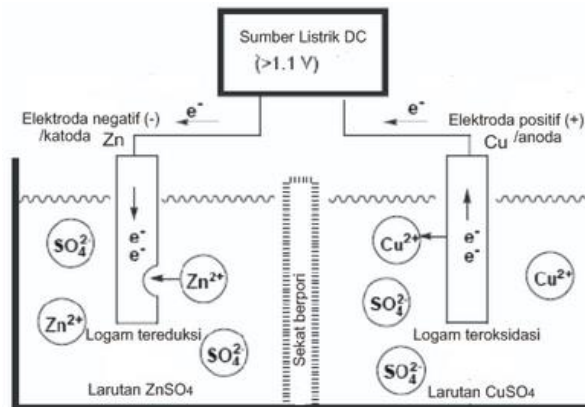 Sumber Listrik DC
(>1.1 V)
e⁻
e⁻
Elektroda negatif (-)
/katoda Zn
Elektroda positif (+)
Cu /anoda
SO₄²⁻
e⁻
e⁻
Zn²⁺
Zn²⁺
SO₄²⁻
Logam tereduksi
Larutan ZnSO₄
Sekat berpori
Cu²⁺
e⁻
e⁻
Cu²⁺
SO₄²⁻
SO₄²⁻
Logam teroksidasi
Larutan CuSO₄